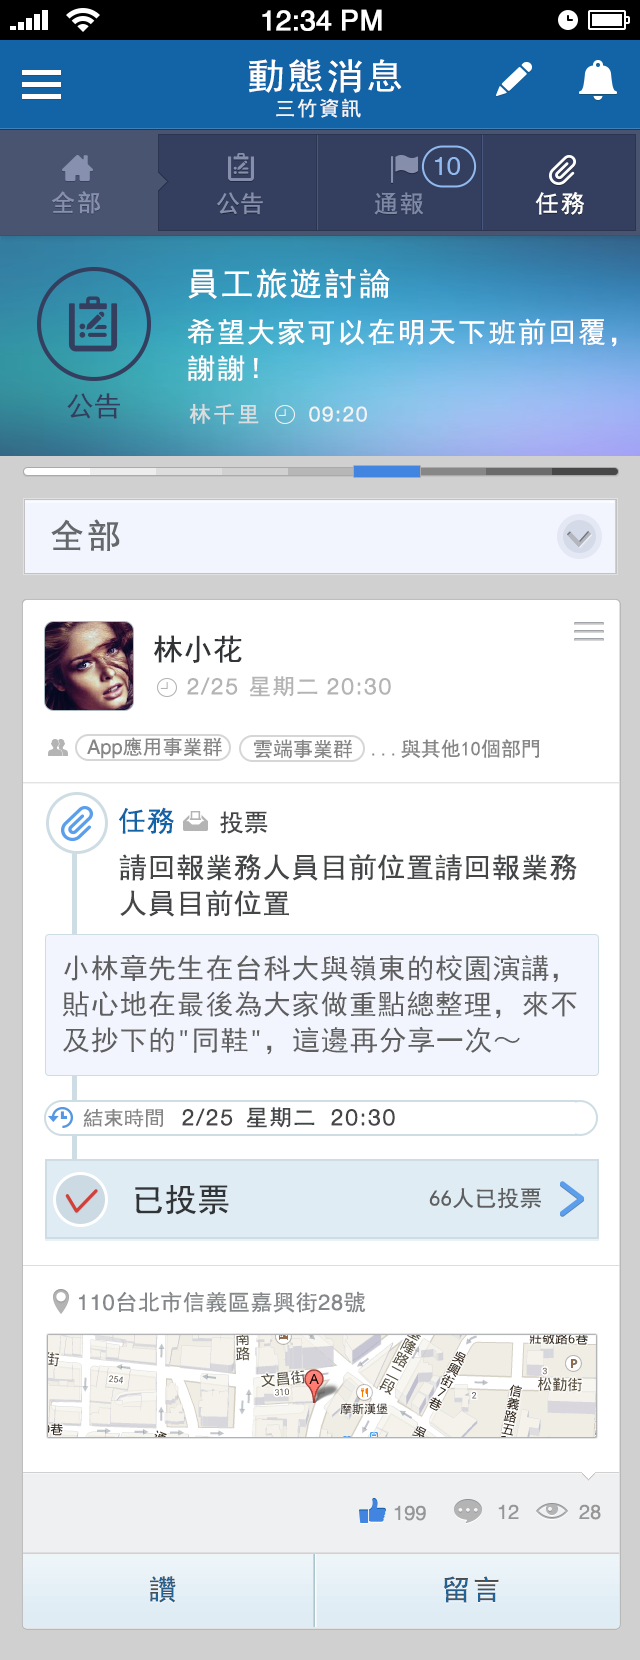 12:34 PM
動態消息
三竹資訊
全部
公告
通報
10
任務
公告
員工旅遊討論
希望大家可以在明天下班前回覆，
謝謝！
林千里 09:20
全部
林小花
2/25 星期二 20:30
App應用事業群 雲端事業群 ...與其他10個部門
任務 投票
請回報業務人員目前位置請回報業務
人員目前位置
小林章先生在台科大與嶺東的校園演講，
貼心地在最後為大家做重點總整理，來不
及抄下的"同鞋"，這邊再分享一次～
結束時間 2/25 星期二 20:30
已投票 66人已投票
110台北市信義區嘉興街28號
南路
基隆路二段
莊敬路6巷
街
254
文昌街
310
A
吳興街7巷
3
P
松勤街
2
摩斯漢堡
信義路五
巷
通
199 12 28
讚 留言